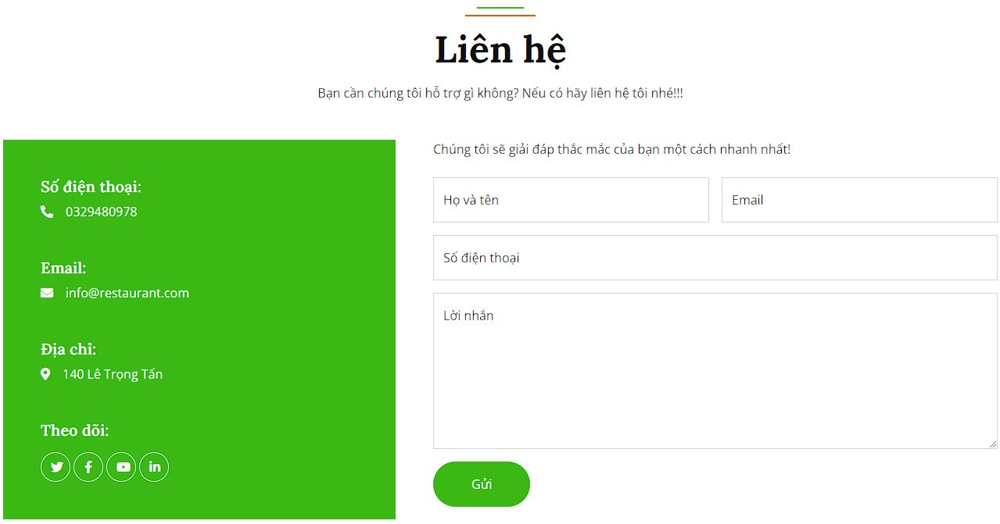 Liên hệ
Bạn cần chúng tôi hỗ trợ gì không? Nếu có hãy liên hệ tôi nhé!!!
Số điện thoại:
0329480978
Email:
info@restaurant.com
Địa chỉ:
140 Lê Trọng Tấn
Theo dõi:
Chúng tôi sẽ giải đáp thắc mắc của bạn một cách nhanh nhất!
Họ và tên
Email
Số điện thoại
Lời nhắn
Gửi